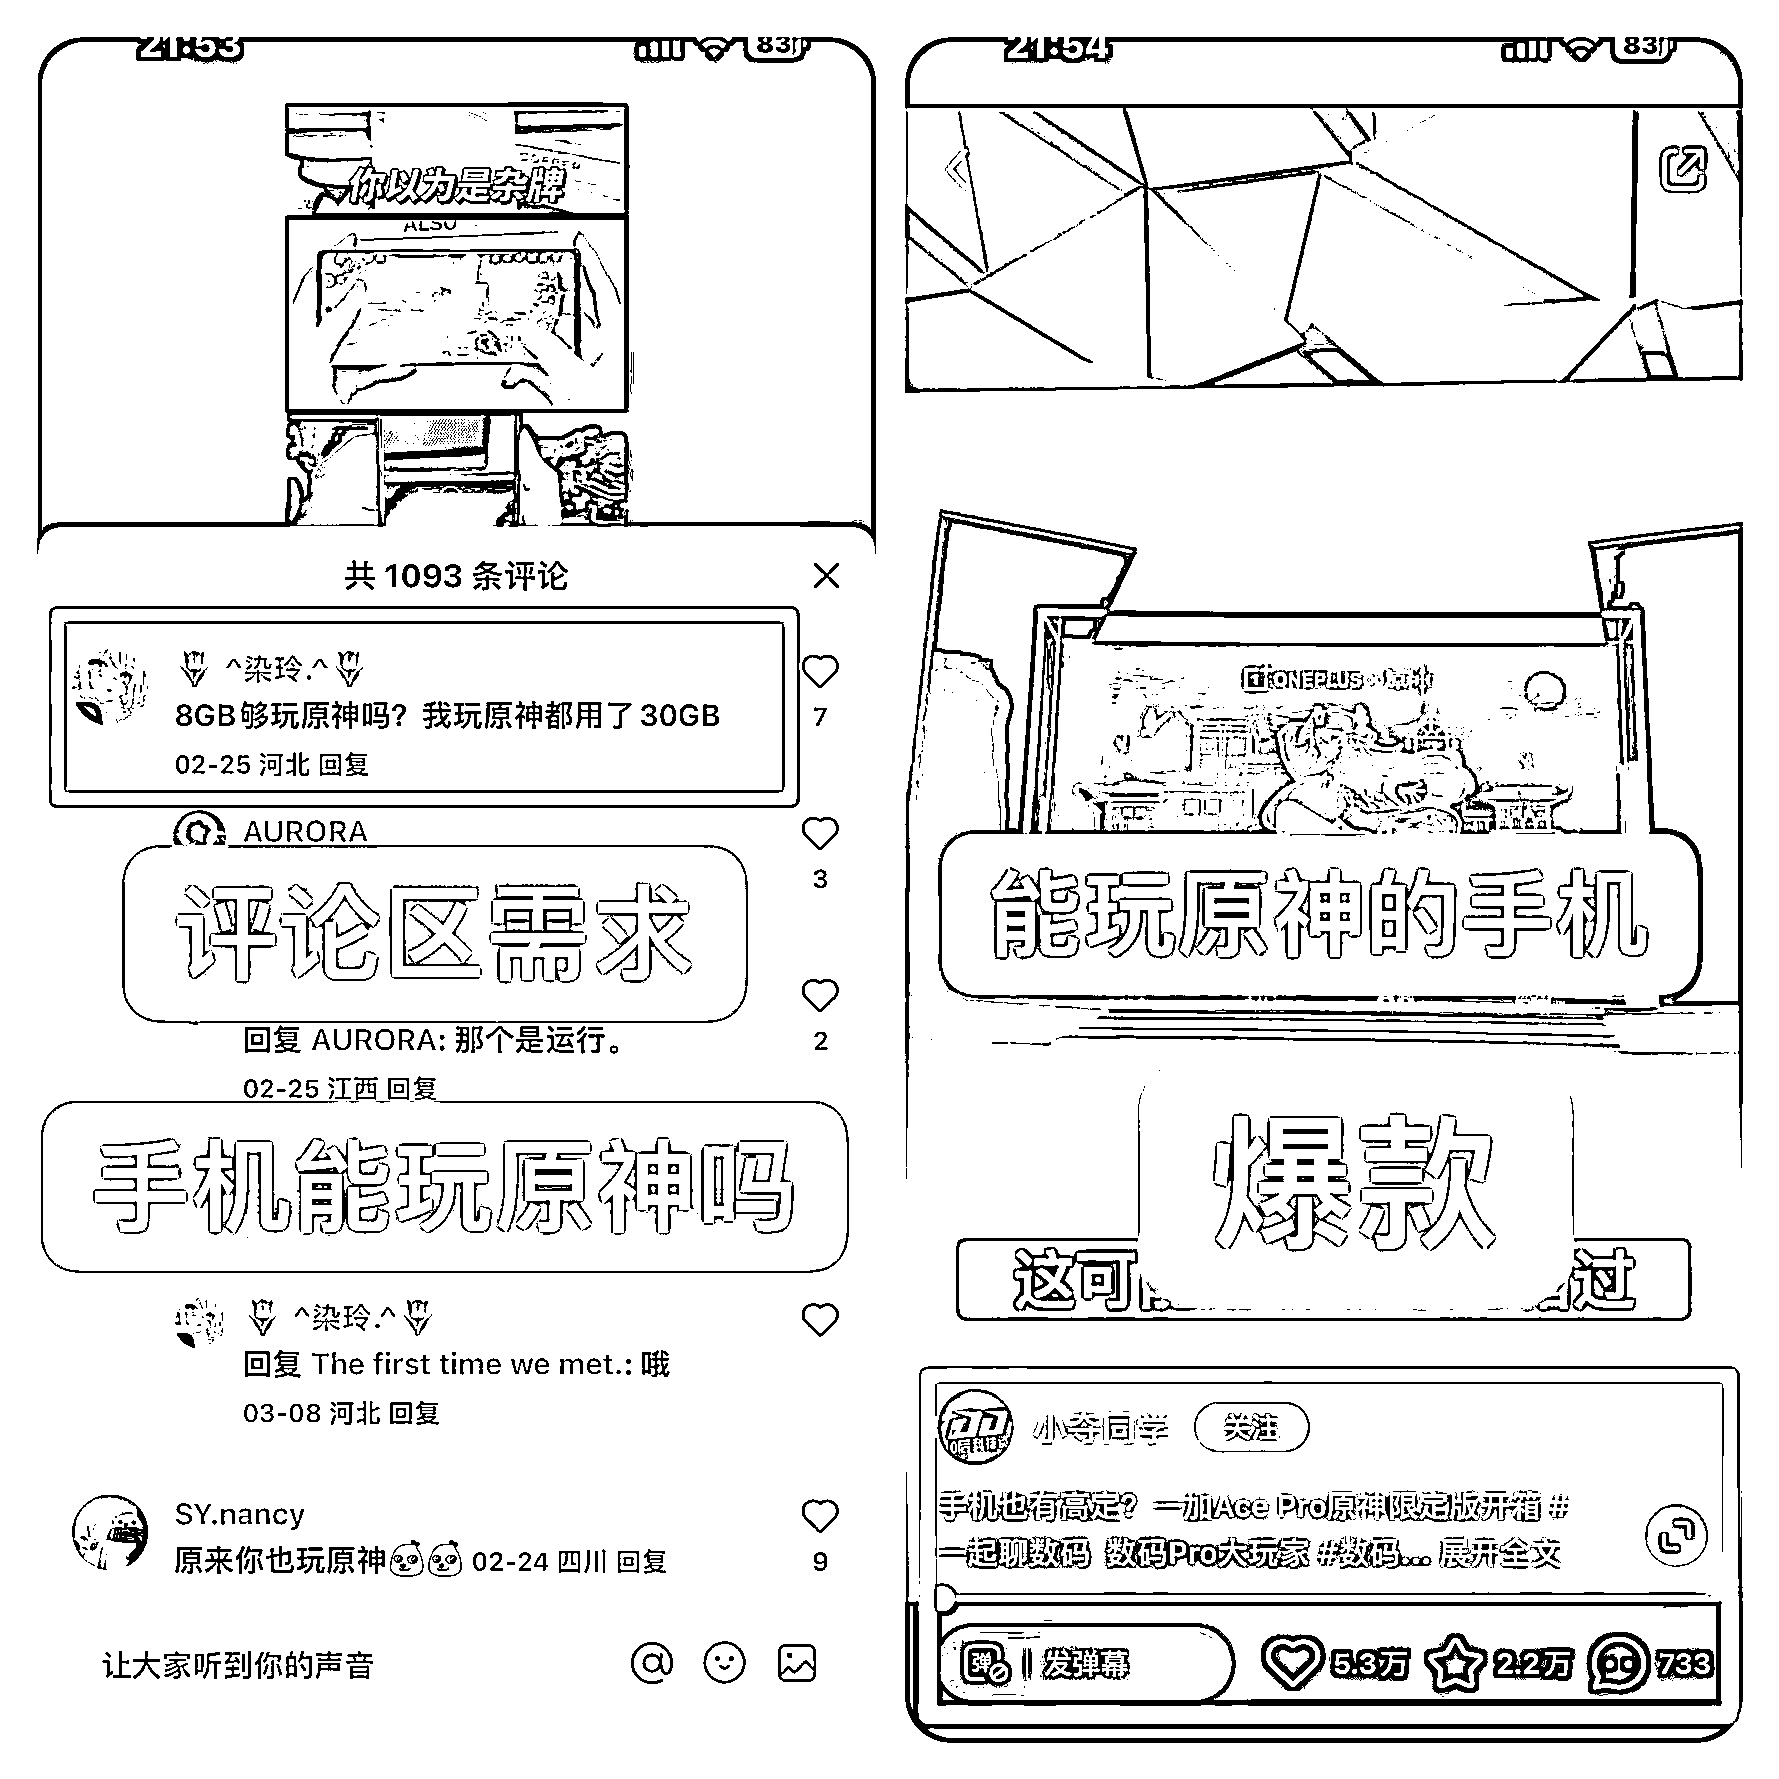 21:53
83
你以为是杂牌
ALSO
共 1093 条评论
^染玲.^
8GB够玩原神吗？我玩原神都用了30GB
02-25 河北 回复
7
AURORA
3
评论区需求
回复 AURORA: 那个是运行。
02-25 江西 回复
2
手机能玩原神吗
^染玲.^
回复 The first time we met.: 哦
03-08 河北 回复
SY.nancy
原来你也玩原神 02-24 四川 回复
9
让大家听到你的声音
21:54
83
ONEPLUS
能玩原神的手机
爆款
这可
过
小夸同学 关注
手机也有高定？一加Ace Pro原神限定版开箱 #
一起聊数码 数码Pro大玩家 #数码... 展开全文
弹 发弹幕 5.3万 2.2万 733